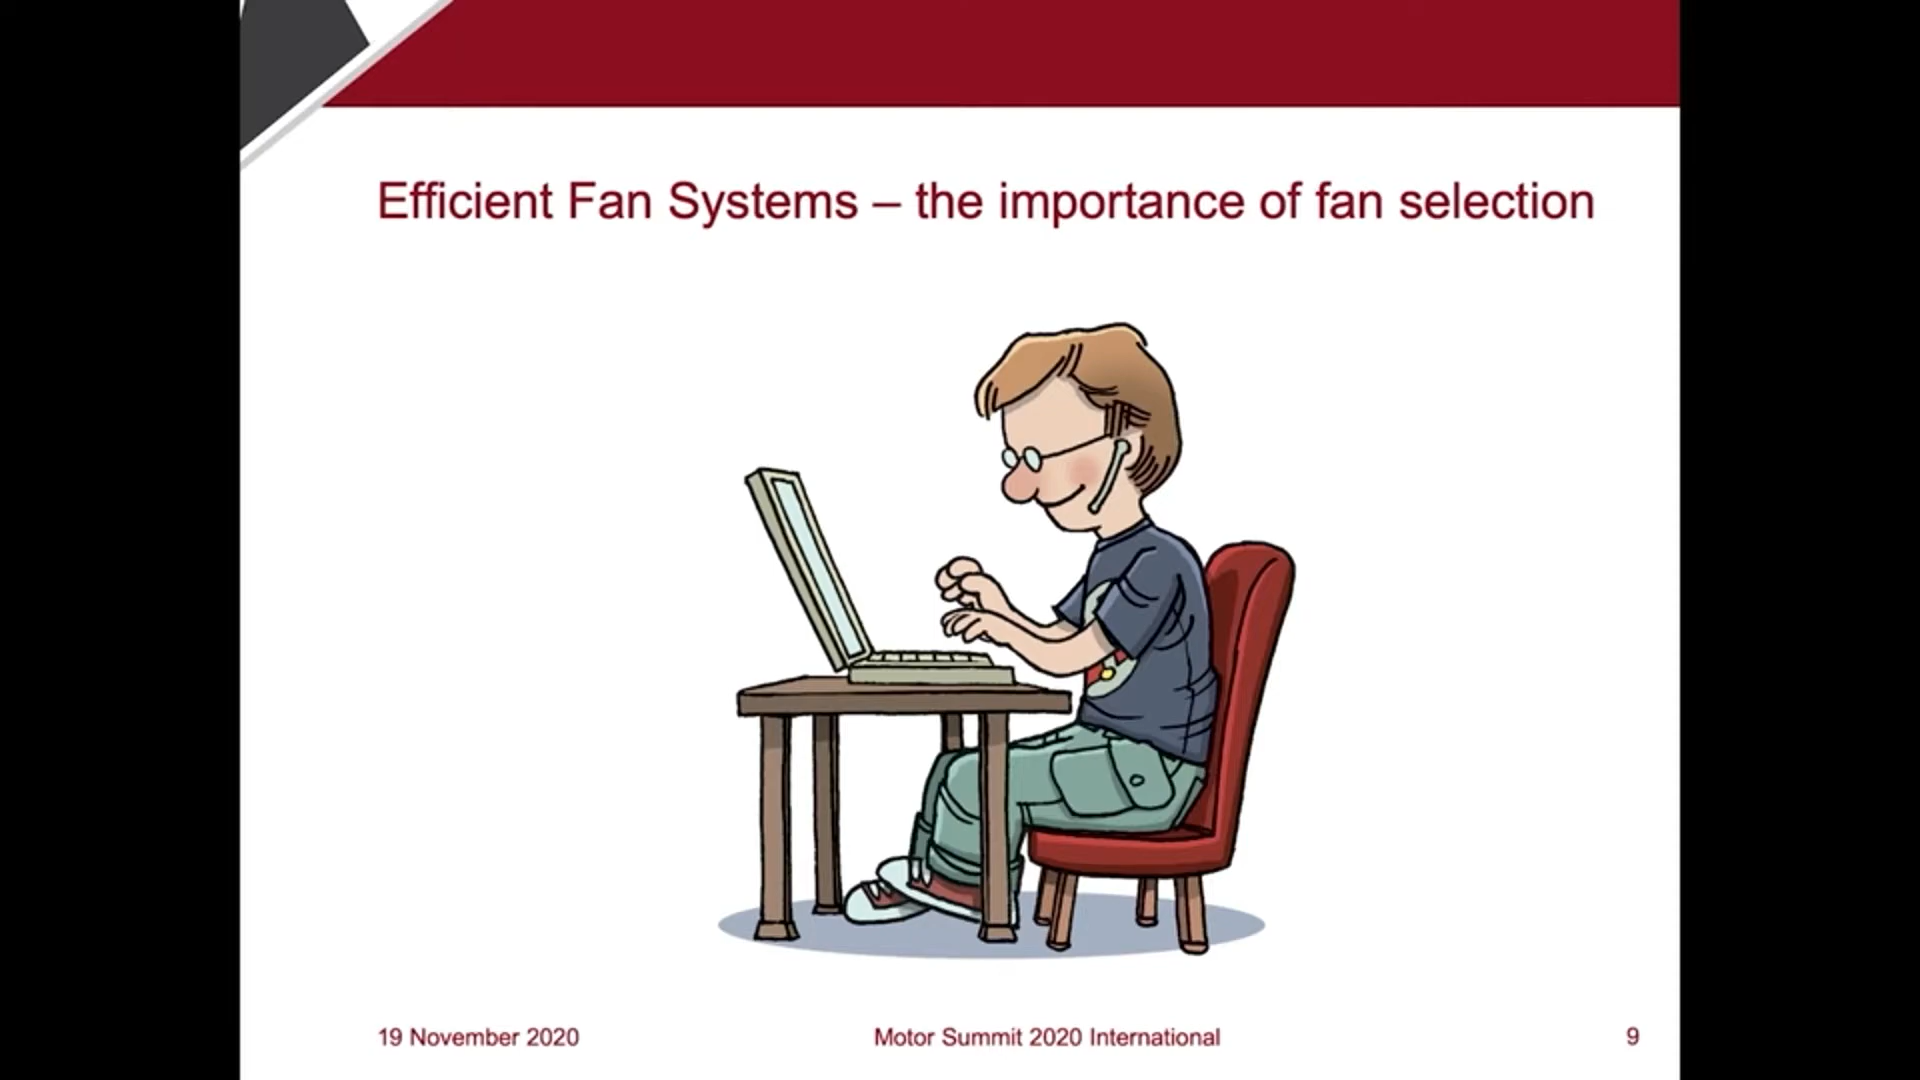 Efficient Fan Systems – the importance of fan selection
19 November 2020
Motor Summit 2020 International
9